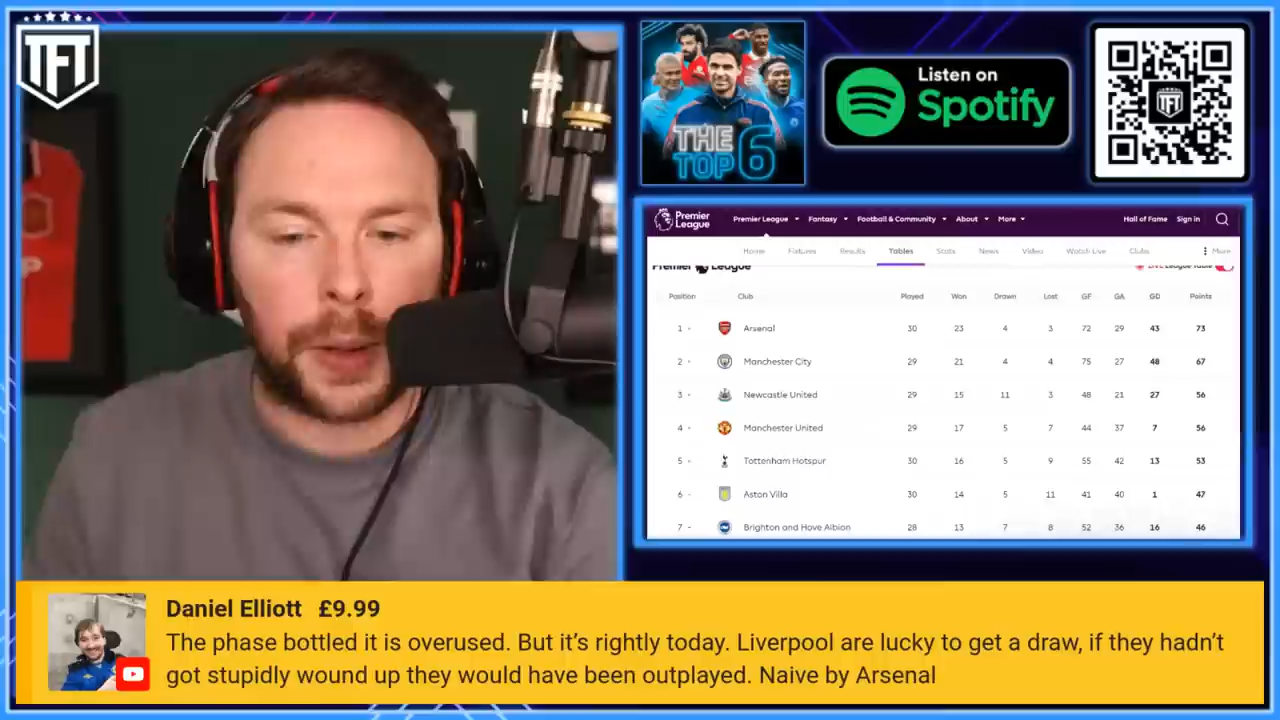 TFT
THE
TOP 6
Listen on
Spotify
TFT
Premier
League
Premier League Fantasy Football & Community About More Hall of Fame Sign in
Home Fixtures Results Tables Stats News Video Watch Live Clubs More
Premier League LIVE League Table
Position Club Played Won Drawn Lost GF GA GD Points
1 Arsenal 30 23 4 3 72 29 43 73
2 Manchester City 29 21 4 4 75 27 48 67
3 Newcastle United 29 15 11 3 48 21 27 56
4 Manchester United 29 17 5 7 44 37 7 56
5 Tottenham Hotspur 30 16 5 9 55 42 13 53
6 Aston Villa 30 14 5 11 41 40 1 47
7 Brighton and Hove Albion 28 13 7 8 52 36 16 46
Daniel Elliott £9.99
The phase bottled it is overused. But it’s rightly today. Liverpool are lucky to get a draw, if they hadn’t
got stupidly wound up they would have been outplayed. Naive by Arsenal